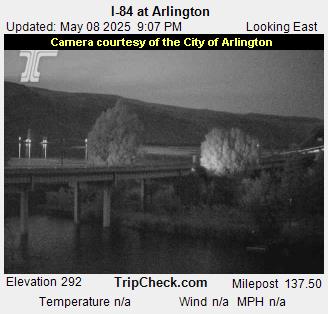 I-84 at Arlington
Updated: May 08 2025 9:07 PM Looking East
Camera courtesy of the City of Arlington
Elevation 292 TripCheck.com Milepost 137.50
Temperature n/a Wind n/a MPH n/a